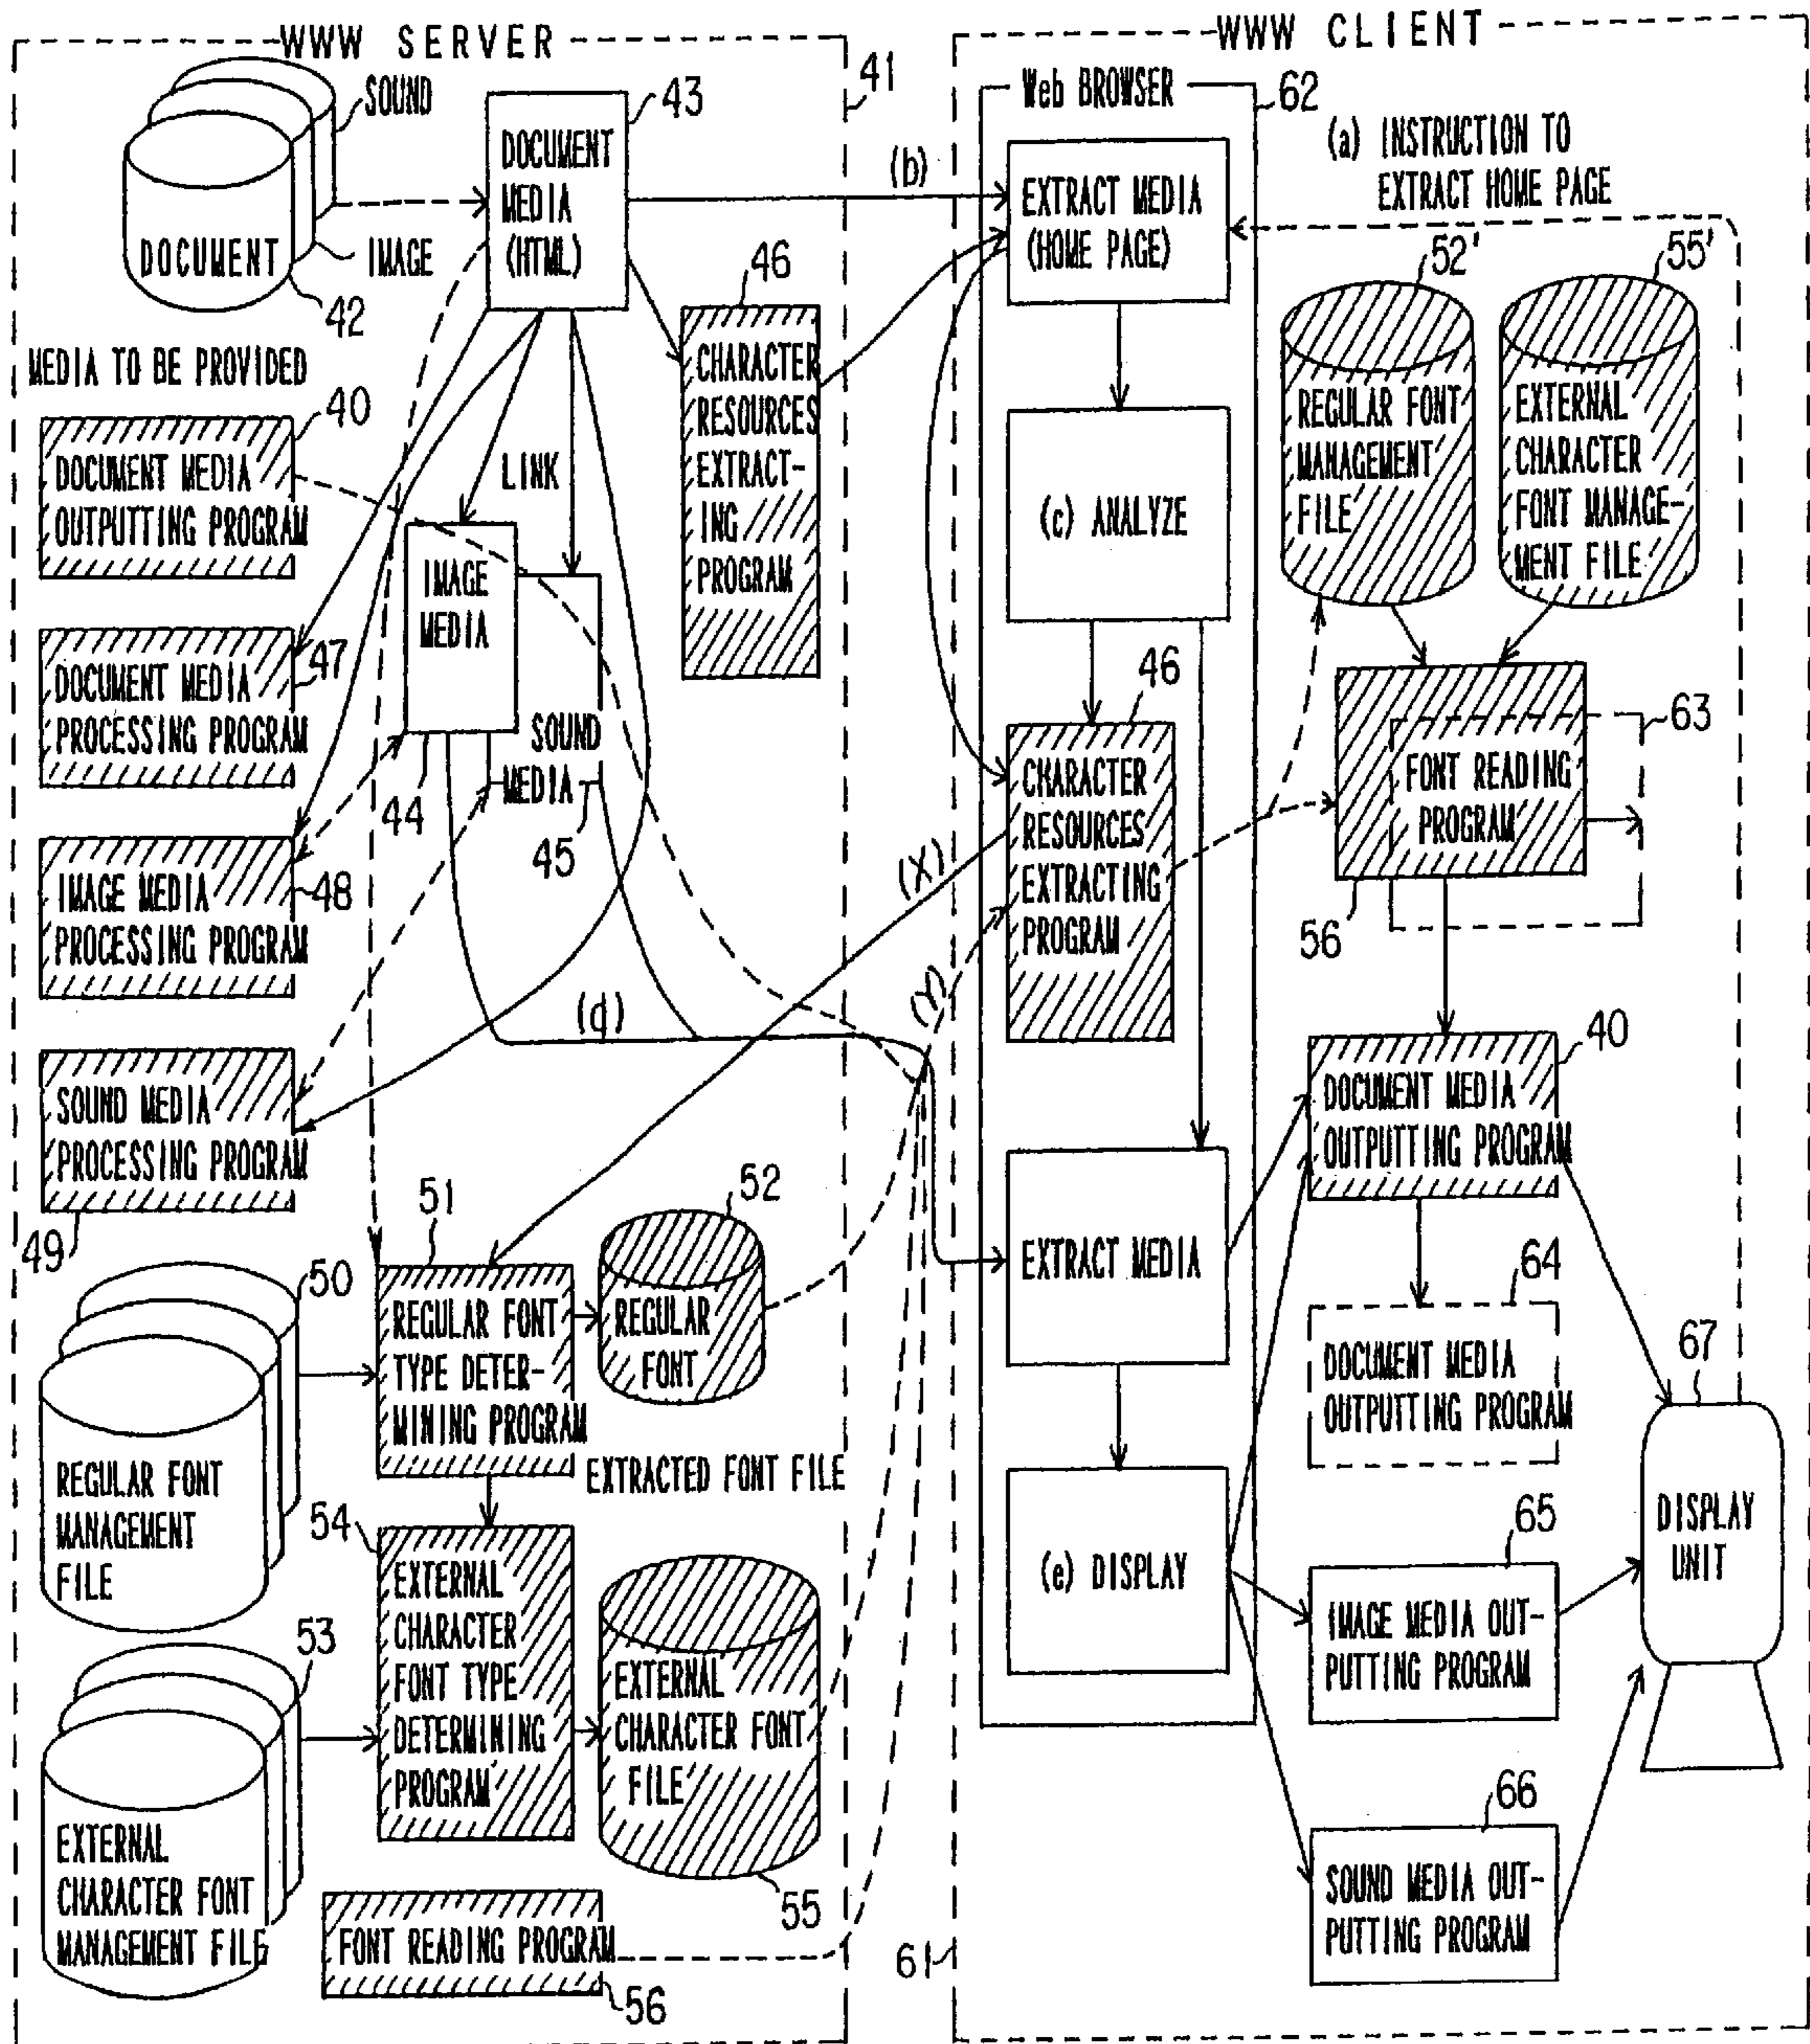 WWW SERVER
41
SOUND
DOCUMENT
IMAGE
42
43
DOCUMENT
MEDIA
(HTML)
MEDIA TO BE PROVIDED
40
DOCUMENT MEDIA
OUTPUTTING PROGRAM
47
DOCUMENT MEDIA
PROCESSING PROGRAM
48
IMAGE MEDIA
PROCESSING PROGRAM
SOUND MEDIA
PROCESSING PROGRAM
49
LINK
IMAGE
MEDIA
44
SOUND
MEDIA
45
46
CHARACTER
RESOURCES
EXTRACT-
ING
PROGRAM
(b)
(X)
(Y)
(d)
50
REGULAR FONT
MANAGEMENT
FILE
51
REGULAR FONT
TYPE DETER-
MINING PROGRAM
52
REGULAR
FONT
EXTRACTED FONT FILE
53
EXTERNAL
CHARACTER FONT
MANAGEMENT FILE
54
EXTERNAL
CHARACTER
FONT TYPE
DETERMINING
PROGRAM
EXTERNAL
CHARACTER FONT
FILE
55
FONT READING PROGRAM
56
WWW CLIENT
61
Web BROWSER
62
(a) INSTRUCTION TO
EXTRACT HOME PAGE
EXTRACT MEDIA
(HOME PAGE)
(c) ANALYZE
46
CHARACTER
RESOURCES
EXTRACTING
PROGRAM
EXTRACT MEDIA
(e) DISPLAY
52'
REGULAR FONT
MANAGEMENT
FILE
55'
EXTERNAL
CHARACTER
FONT MANAGE-
MENT FILE
63
FONT READING
PROGRAM
56
40
DOCUMENT MEDIA
OUTPUTTING PROGRAM
64
DOCUMENT MEDIA
OUTPUTTING PROGRAM
65
IMAGE MEDIA OUT-
PUTTING PROGRAM
66
SOUND MEDIA OUT-
PUTTING PROGRAM
67
DISPLAY
UNIT